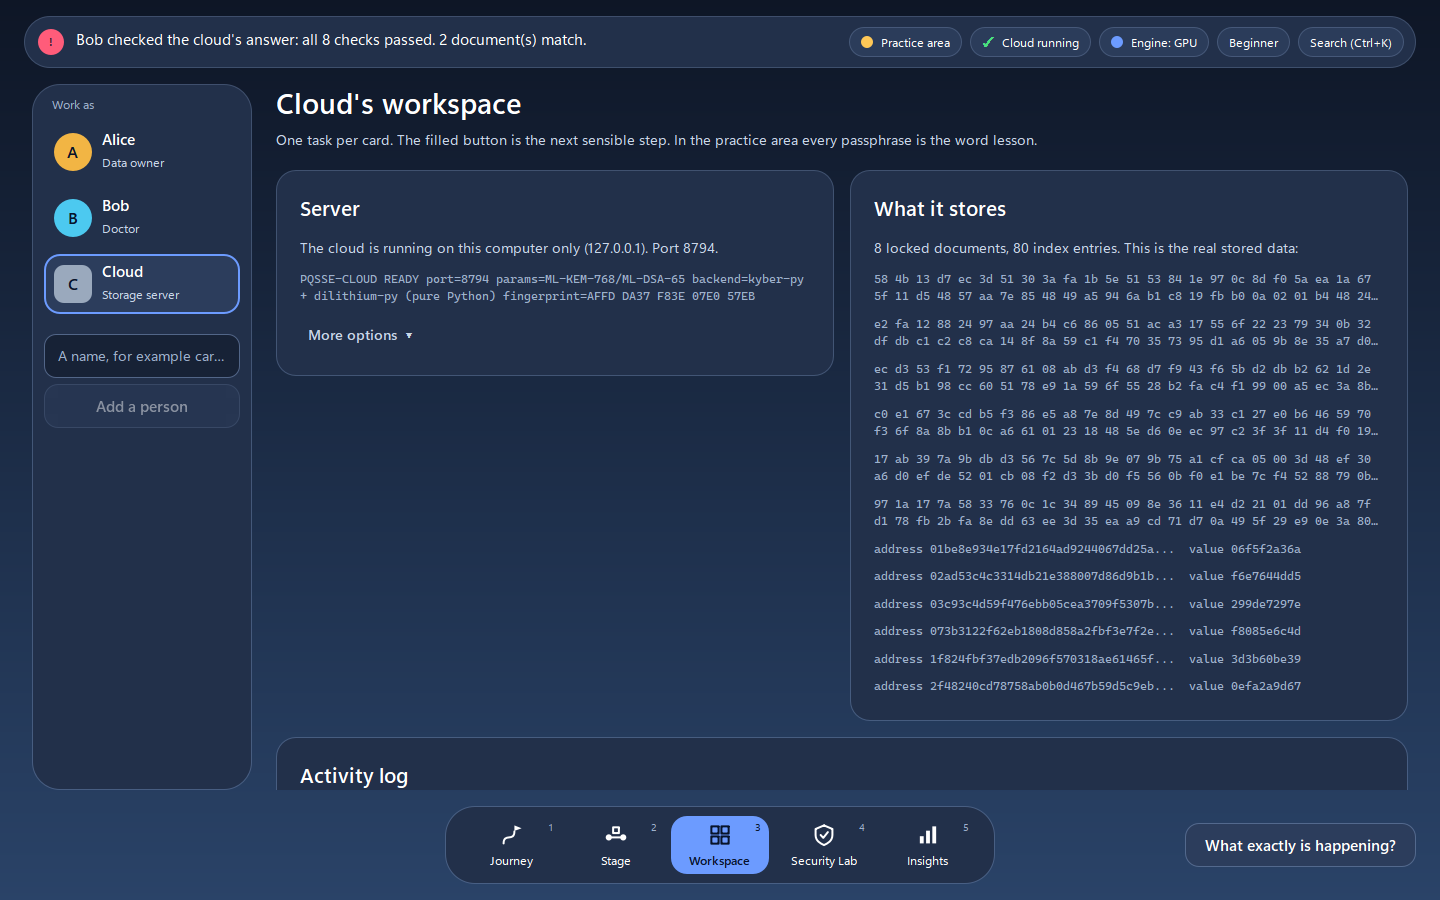 ! Bob checked the cloud's answer: all 8 checks passed. 2 document(s) match.
Practice area
✓ Cloud running
Engine: GPU
Beginner
Search (Ctrl+K)
Work as
A
Alice
Data owner
B
Bob
Doctor
C
Cloud
Storage server
A name, for example car...
Add a person
Cloud's workspace
One task per card. The filled button is the next sensible step. In the practice area every passphrase is the word lesson.
Server
The cloud is running on this computer only (127.0.0.1). Port 8794.
PQSSE-CLOUD READY port=8794 params=ML-KEM-768/ML-DSA-65 backend=kyber-py
+ dilithium-py (pure Python) fingerprint=AFFD DA37 F83E 07E0 57EB
More options ▾
What it stores
8 locked documents, 80 index entries. This is the real stored data:
58 4b 13 d7 ec 3d 51 30 3a fa 1b 5e 51 53 84 1e 97 0c 8d f0 5a ea 1a 67
5f 11 d5 48 57 aa 7e 85 48 49 a5 94 6a b1 c8 19 fb b0 0a 02 01 b4 48 24…
e2 fa 12 88 24 97 aa 24 b4 c6 86 05 51 ac a3 17 55 6f 22 23 79 34 0b 32
df db c1 c2 c8 ca 14 8f 8a 59 c1 f4 70 35 73 95 d1 a6 05 9b 8e 35 a7 d0…
ec d3 53 f1 72 95 87 61 08 ab d3 f4 68 d7 f9 43 f6 5b d2 db b2 62 1d 2e
31 d5 b1 98 cc 60 51 78 e9 1a 59 6f 55 28 b2 fa c4 f1 99 00 a5 ec 3a 8b…
c0 e1 67 3c cd b5 f3 86 e5 a8 7e 8d 49 7c c9 ab 33 c1 27 e0 b6 46 59 70
f3 6f 8a 8b b1 0c a6 61 01 23 18 48 5e d6 0e ec 97 c2 3f 3f 11 d4 f0 19…
17 ab 39 7a 9b db d3 56 7c 5d 8b 9e 07 9b 75 a1 cf ca 05 00 3d 48 ef 30
a6 d0 ef de 52 01 cb 08 f2 d3 3b d0 f5 56 0b f0 e1 be 7c f4 52 88 79 0b…
97 1a 17 7a 58 33 76 0c 1c 34 89 45 09 8e 36 11 e4 d2 21 01 dd 96 a8 7f
d1 78 fb 2b fa 8e dd 63 ee 3d 35 ea a9 cd 71 d7 0a 49 5f 29 e9 0e 3a 80…
address 01be8e934e17fd2164ad9244067dd25a... value 06f5f2a36a
address 02ad53c4c3314db21e388007d86d9b1b... value f6e7644dd5
address 03c93c4d59f476ebb05cea3709f5307b... value 299de7297e
address 073b3122f62eb1808d858a2fbf3e7f2e... value f8085e6c4d
address 1f824fbf37edb2096f570318ae61465f... value 3d3b60be39
address 2f48240cd78758ab0b0d467b59d5c9eb... value 0efa2a9d67
Activity log
Journey 1
Stage 2
Workspace 3
Security Lab 4
Insights 5
What exactly is happening?